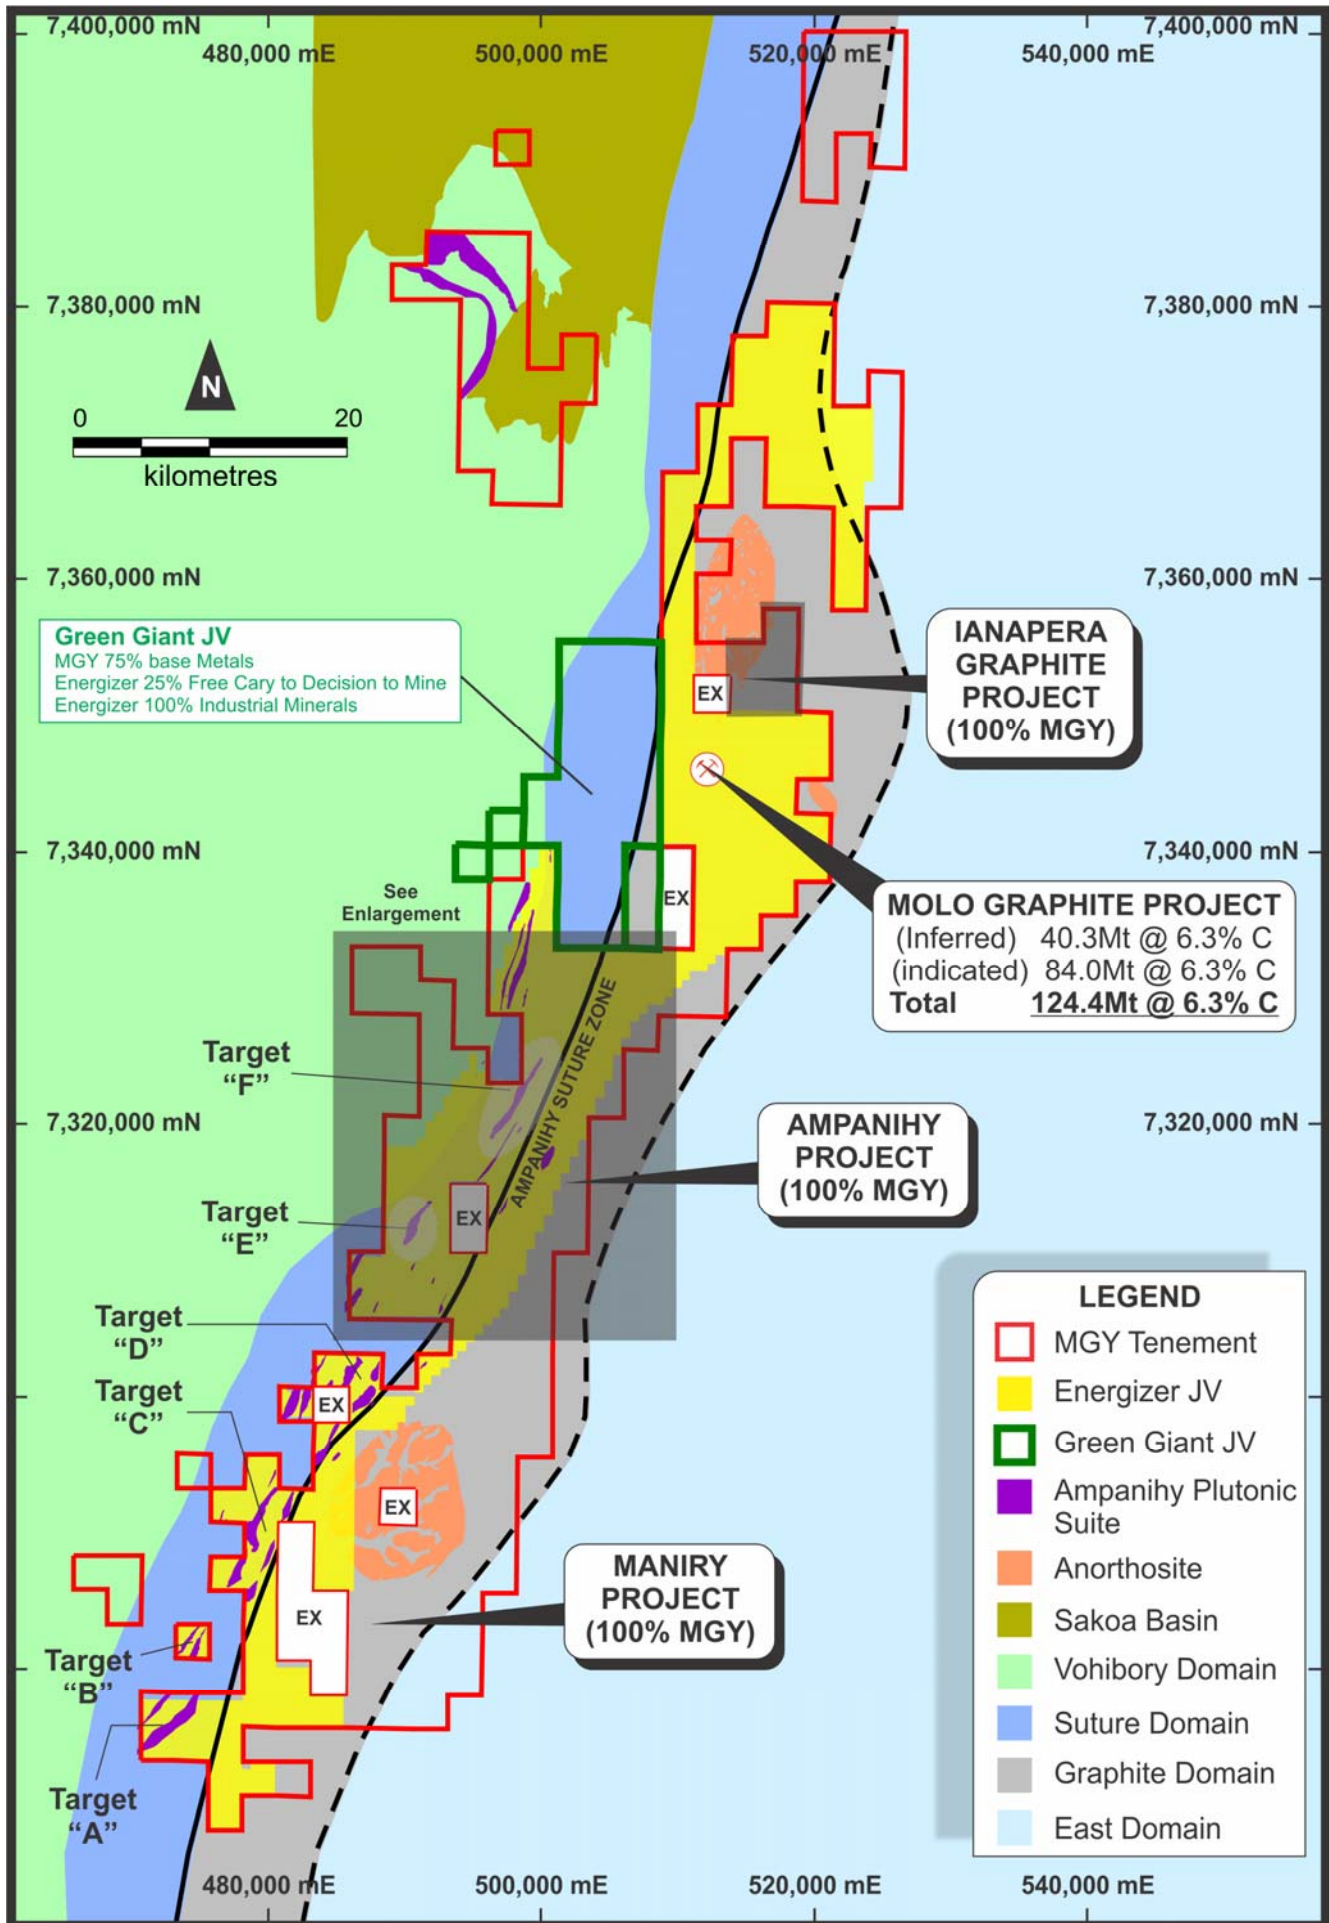 7,400,000 mN
7,400,000 mN
480,000 mE
500,000 mE
520,000 mE
540,000 mE
7,380,000 mN
7,380,000 mN
N
0
20
kilometres
7,360,000 mN
7,360,000 mN
Green Giant JV
MGY 75% base Metals
Energizer 25% Free Cary to Decision to Mine
Energizer 100% Industrial Minerals
IANAPERA
GRAPHITE
PROJECT
(100% MGY)
EX
7,340,000 mN
7,340,000 mN
See
Enlargement
EX
MOLO GRAPHITE PROJECT
(Inferred) 40.3Mt @ 6.3% C
(indicated) 84.0Mt @ 6.3% C
Total 124.4Mt @ 6.3% C
AMPANIHY SUTURE ZONE
Target
“F”
7,320,000 mN
7,320,000 mN
AMPANIHY
PROJECT
(100% MGY)
Target
“E”
EX
Target
“D”
Target
“C”
EX
EX
MANIRY
PROJECT
(100% MGY)
EX
Target
“B”
Target
“A”
LEGEND
MGY Tenement
Energizer JV
Green Giant JV
Ampanihy Plutonic
Suite
Anorthosite
Sakoa Basin
Vohibory Domain
Suture Domain
Graphite Domain
East Domain
480,000 mE
500,000 mE
520,000 mE
540,000 mE